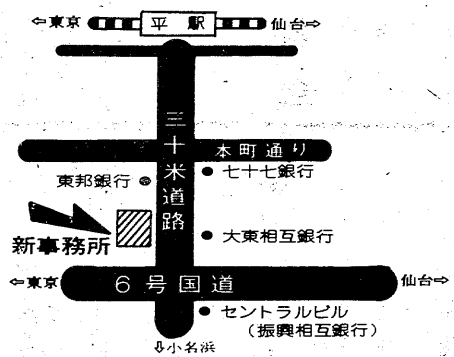 ⇦東京 平駅 仙台⇨
三十米道路
本町通り
東邦銀行
七十七銀行
新事務所
大東相互銀行
⇦東京 6号国道 仙台⇨
セントラルビル
(振興相互銀行)
⇩小名浜